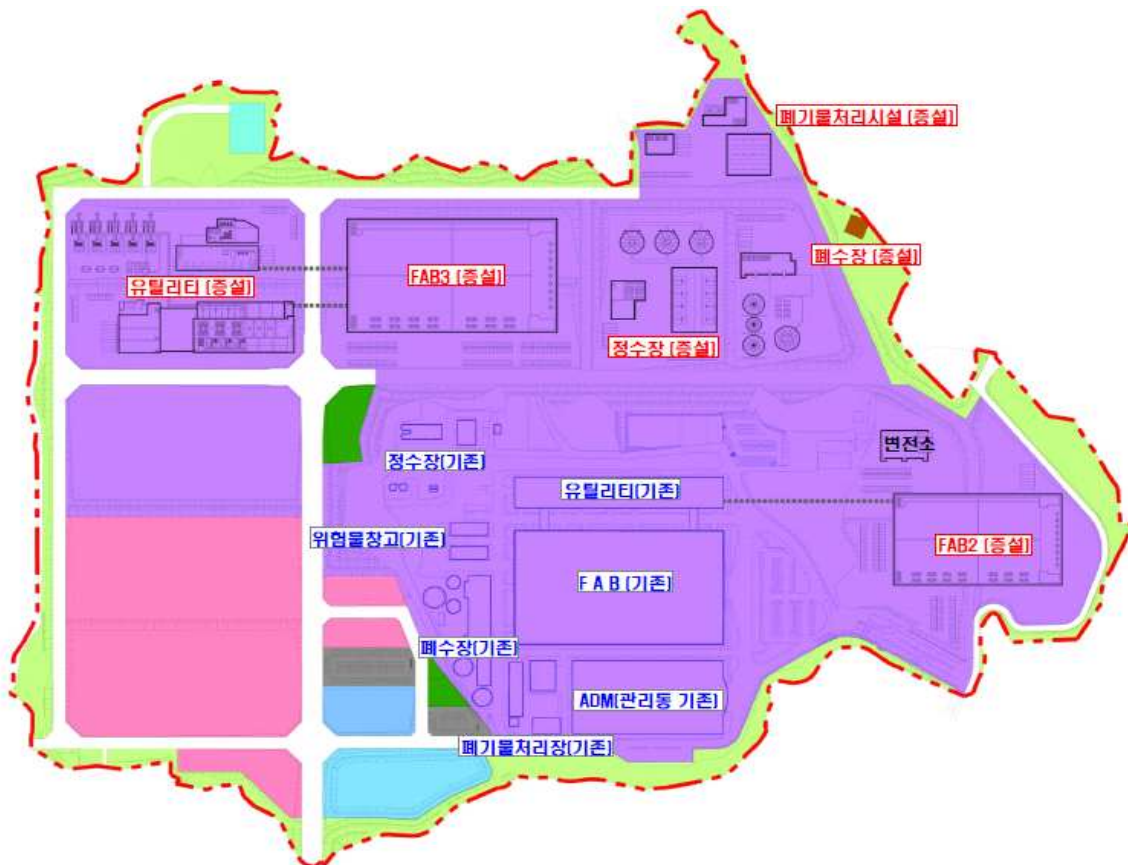 폐기물처리시설 (증설)
폐수장 (증설)
유틸리티 (증설)
FAB3 (증설)
정수장 (증설)
변전소
정수장(기존)
유틸리티(기존)
위험물창고(기존)
FAB2 (증설)
F A B (기존)
폐수장(기존)
ADM(관리동 기존)
폐기물처리장(기존)